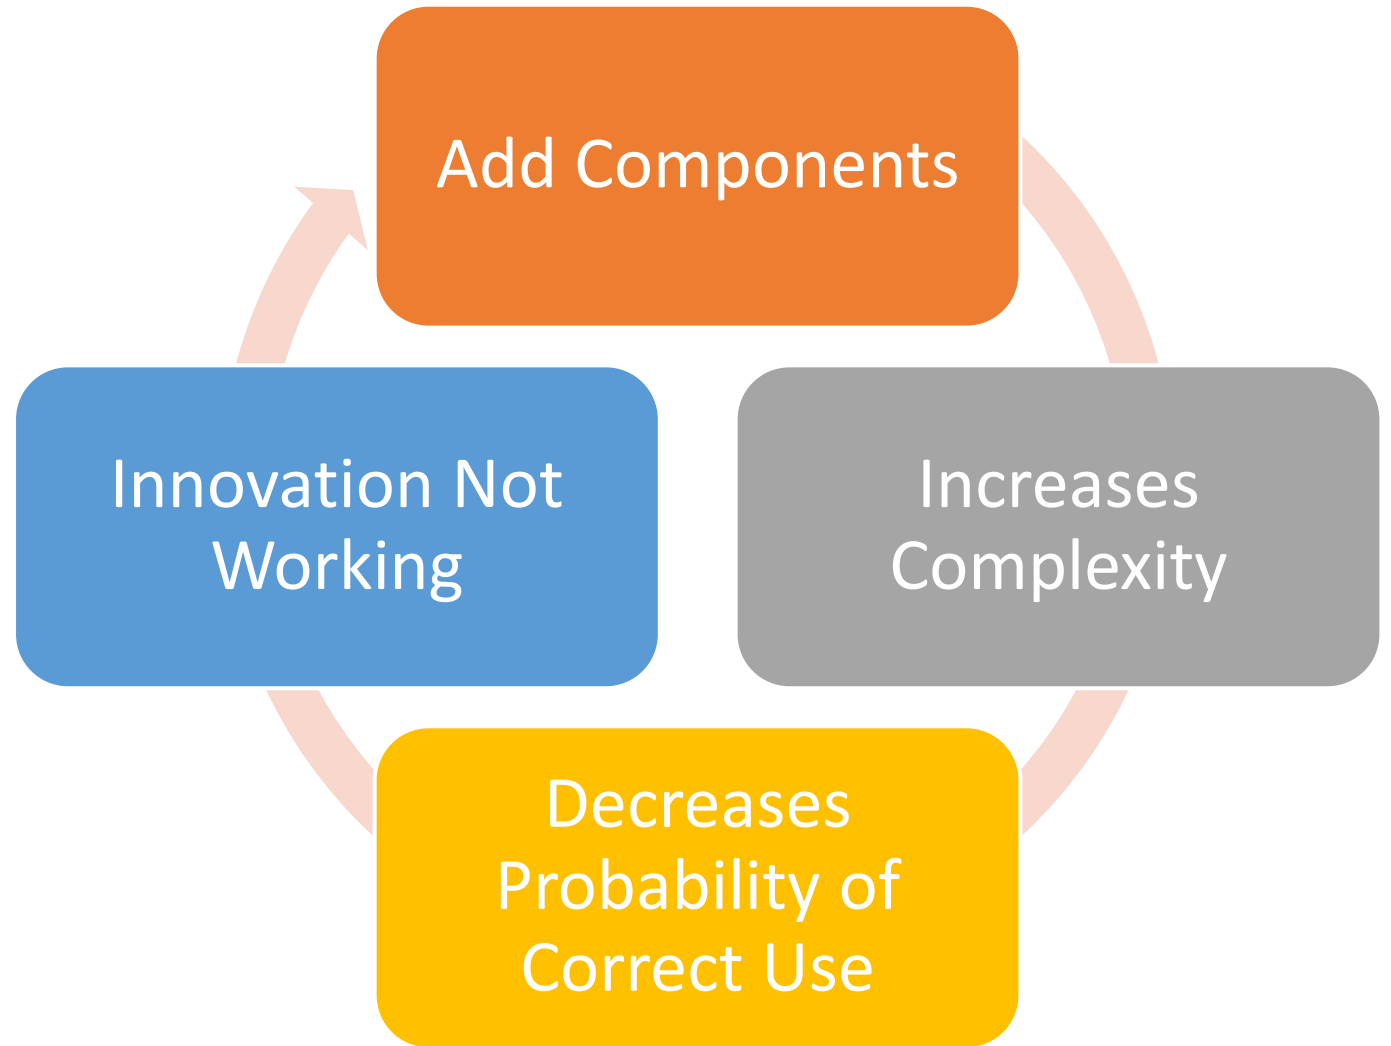 Add Components
Increases
Complexity
Decreases
Probability of
Correct Use
Innovation Not
Working